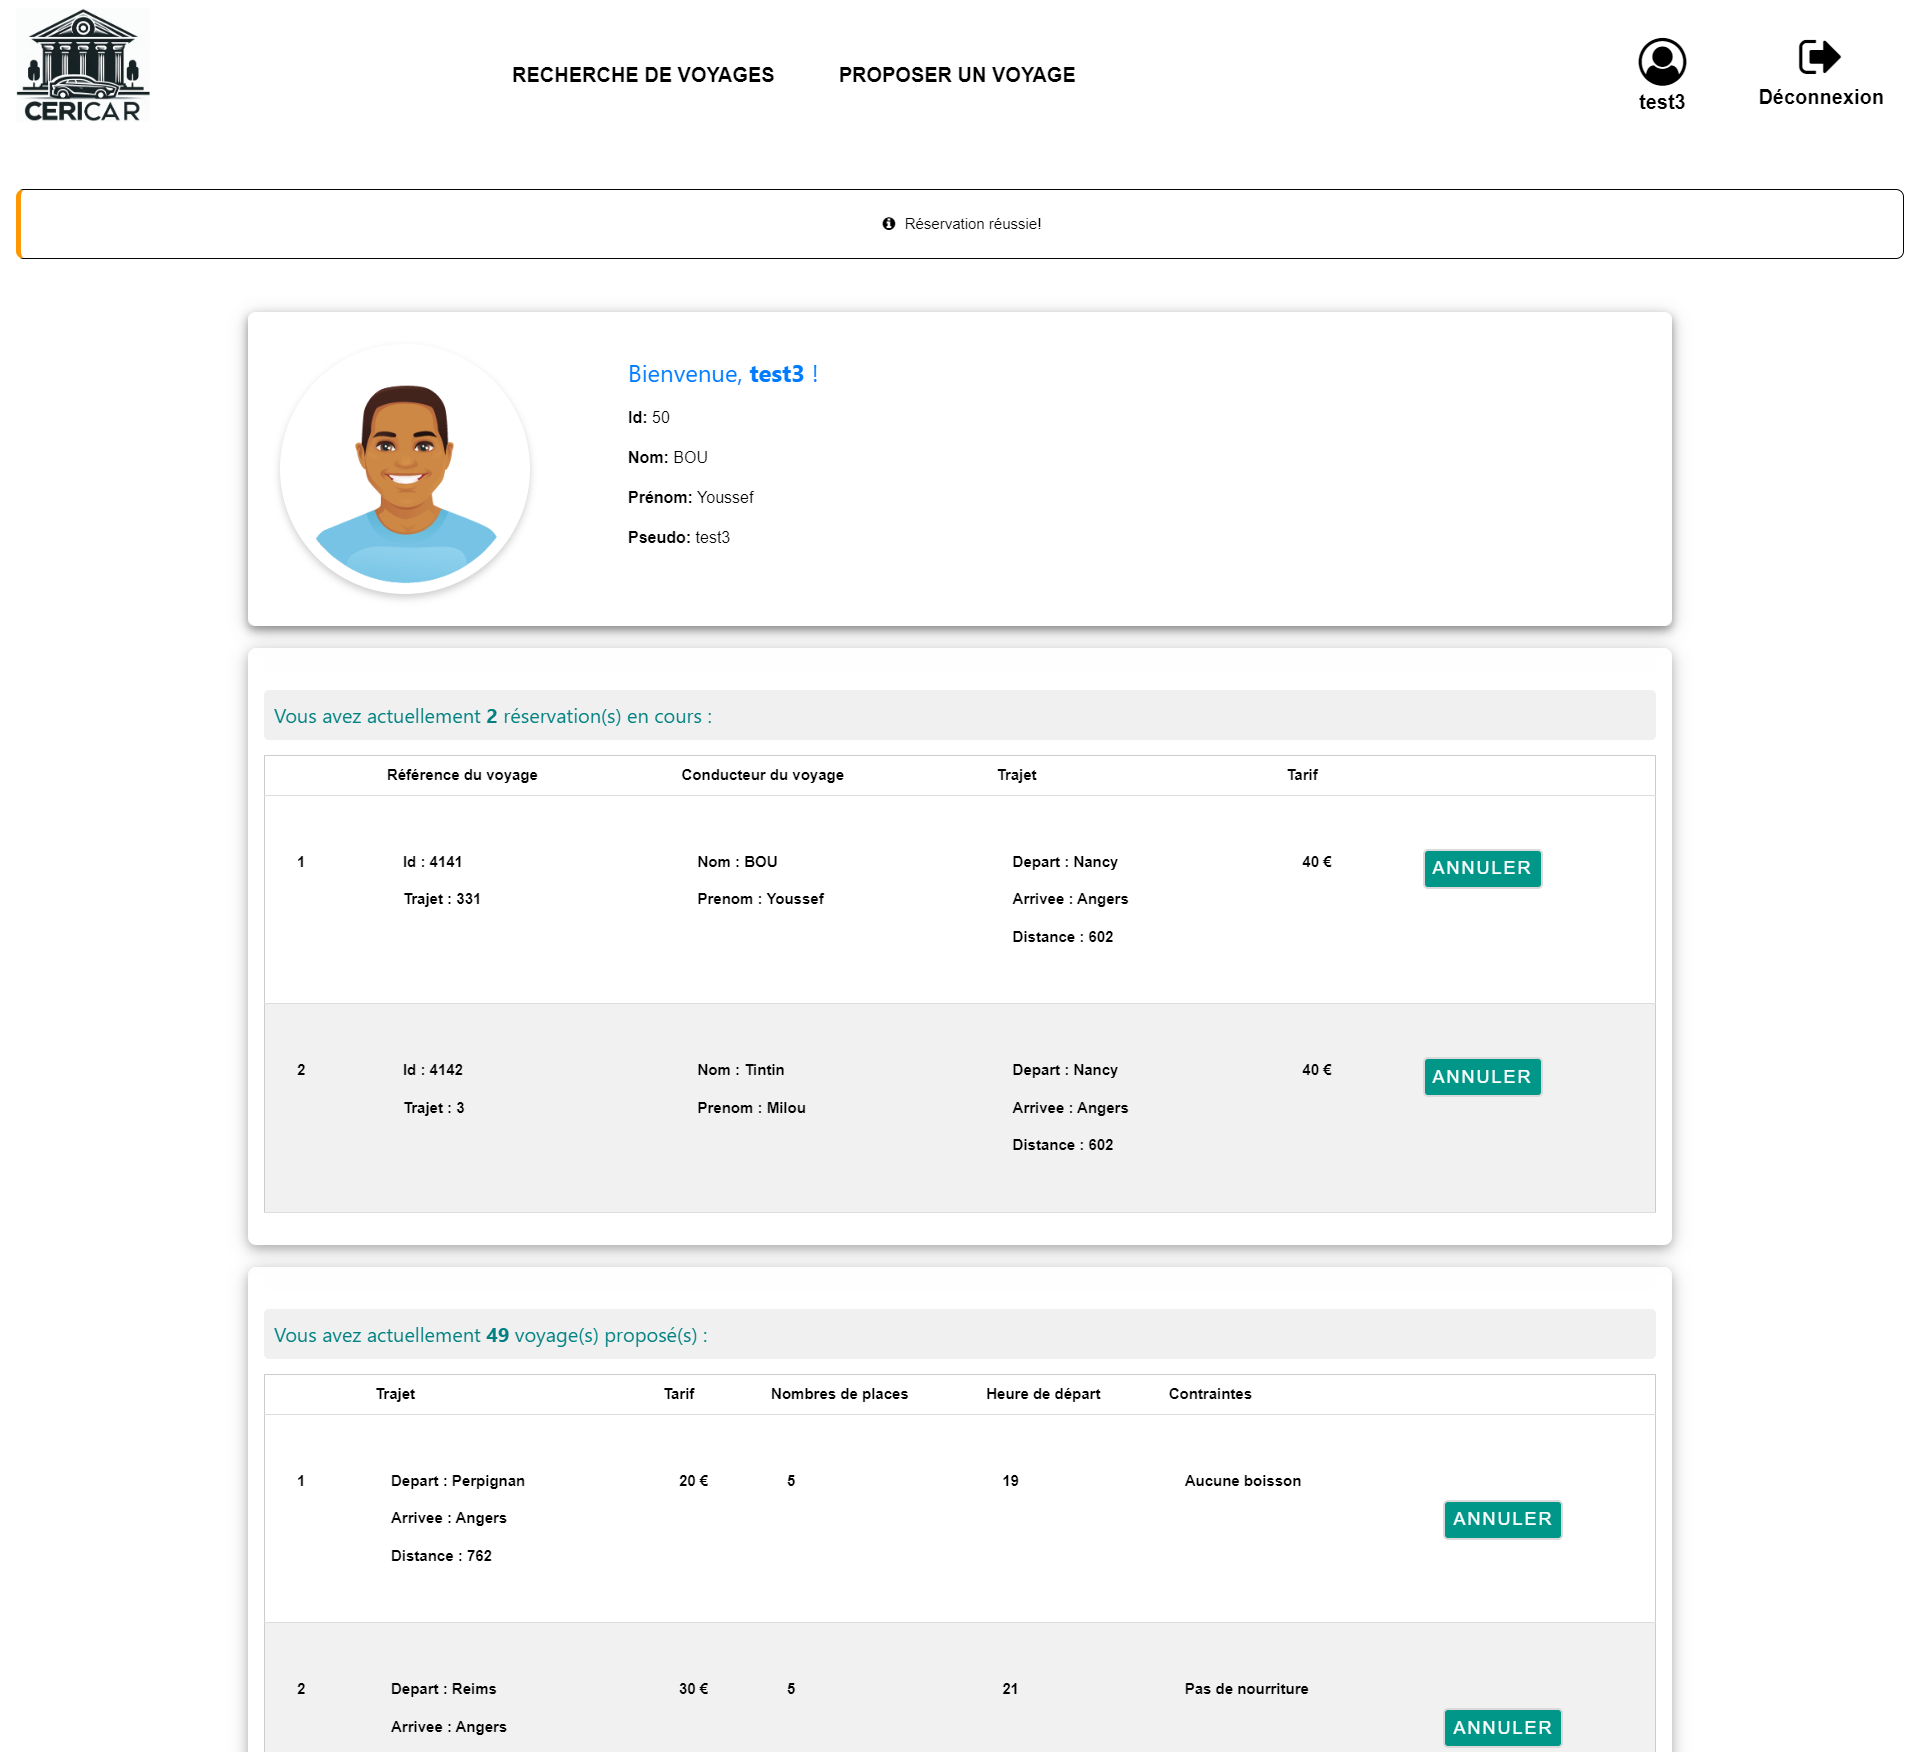 CERICAR
RECHERCHE DE VOYAGES PROPOSER UN VOYAGE
test3
Déconnexion
Réservation réussie!
Bienvenue, test3 !
Id: 50
Nom: BOU
Prénom: Youssef
Pseudo: test3
Vous avez actuellement 2 réservation(s) en cours :
Référence du voyage Conducteur du voyage Trajet Tarif
1 Id : 4141 Nom : BOU Depart : Nancy 40 € ANNULER
Trajet : 331 Prenom : Youssef Arrivee : Angers
Distance : 602
2 Id : 4142 Nom : Tintin Depart : Nancy 40 € ANNULER
Trajet : 3 Prenom : Milou Arrivee : Angers
Distance : 602
Vous avez actuellement 49 voyage(s) proposé(s) :
Trajet Tarif Nombres de places Heure de départ Contraintes
1 Depart : Perpignan 20 € 5 19 Aucune boisson
Arrivee : Angers ANNULER
Distance : 762
2 Depart : Reims 30 € 5 21 Pas de nourriture
Arrivee : Angers ANNULER